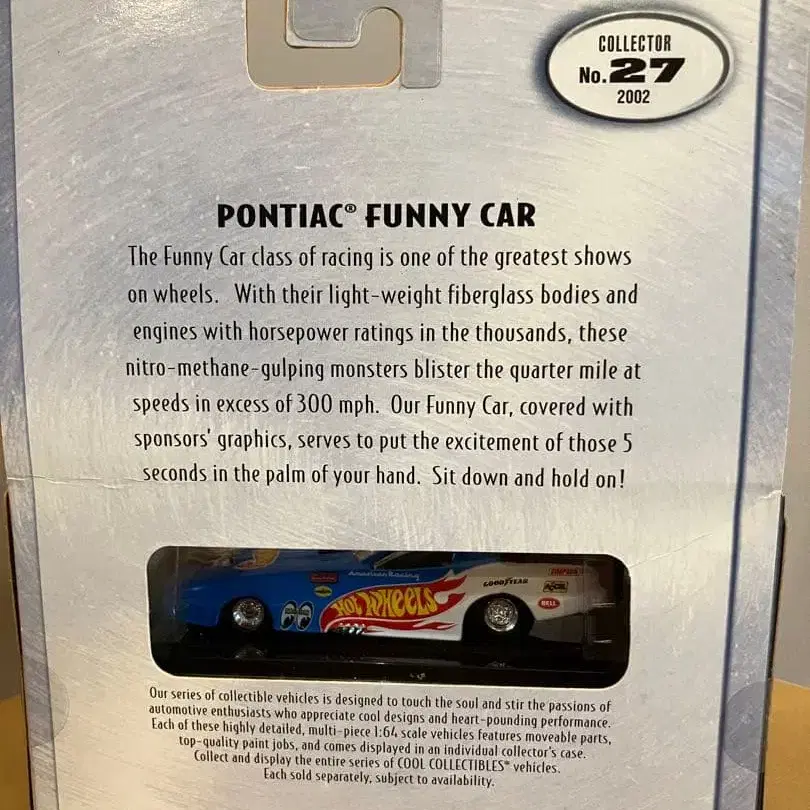 COLLECTOR
No. 27
2002
PONTIAC® FUNNY CAR
The Funny Car class of racing is one of the greatest shows
on wheels. With their light-weight fiberglass bodies and
engines with horsepower ratings in the thousands, these
nitro-methane-gulping monsters blister the quarter mile at
speeds in excess of 300 mph. Our Funny Car, covered with
sponsors' graphics, serves to put the excitement of those 5
seconds in the palm of your hand. Sit down and hold on!
American Racing
HOT WHEELS
GOODYEAR
SIMPSON
ACCEL
BELL
Our series of collectible vehicles is designed to touch the soul and stir the passions of
automotive enthusiasts who appreciate cool designs and heart-pounding performance.
Each of these highly detailed, multi-piece 1:64 scale vehicles features moveable parts,
top-quality paint jobs, and comes displayed in an individual collector's case.
Collect and display the entire series of COOL COLLECTIBLES® vehicles.
Each sold separately, subject to availability.